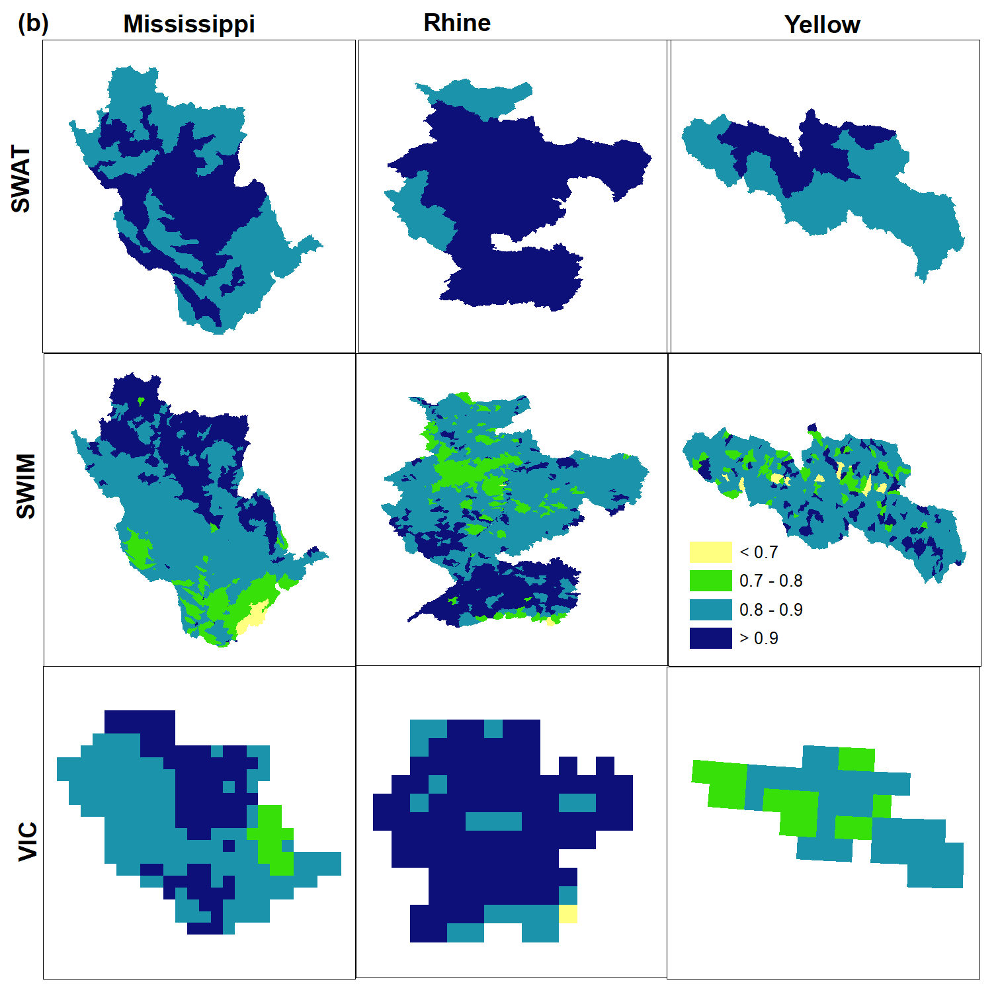 (b) Mississippi Rhine Yellow
SWAT
SWIM
< 0.7
0.7 - 0.8
0.8 - 0.9
> 0.9
VIC